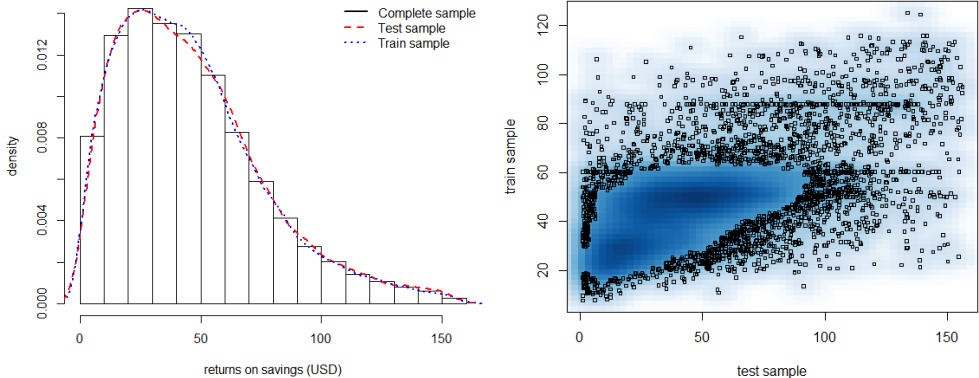 Complete sample
Test sample
Train sample
density
0.000
0.004
0.008
0.012
0
50
100
150
returns on savings (USD)
train sample
20
40
60
80
100
120
0
50
100
150
test sample